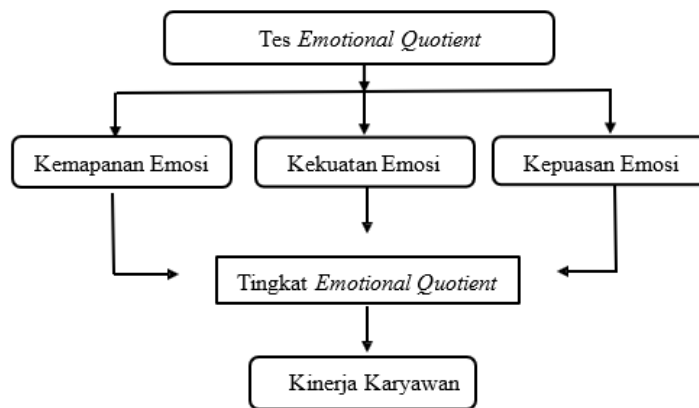 Tes Emotional Quotient
Kemapanan Emosi
Kekuatan Emosi
Kepuasan Emosi
Tingkat Emotional Quotient
Kinerja Karyawan